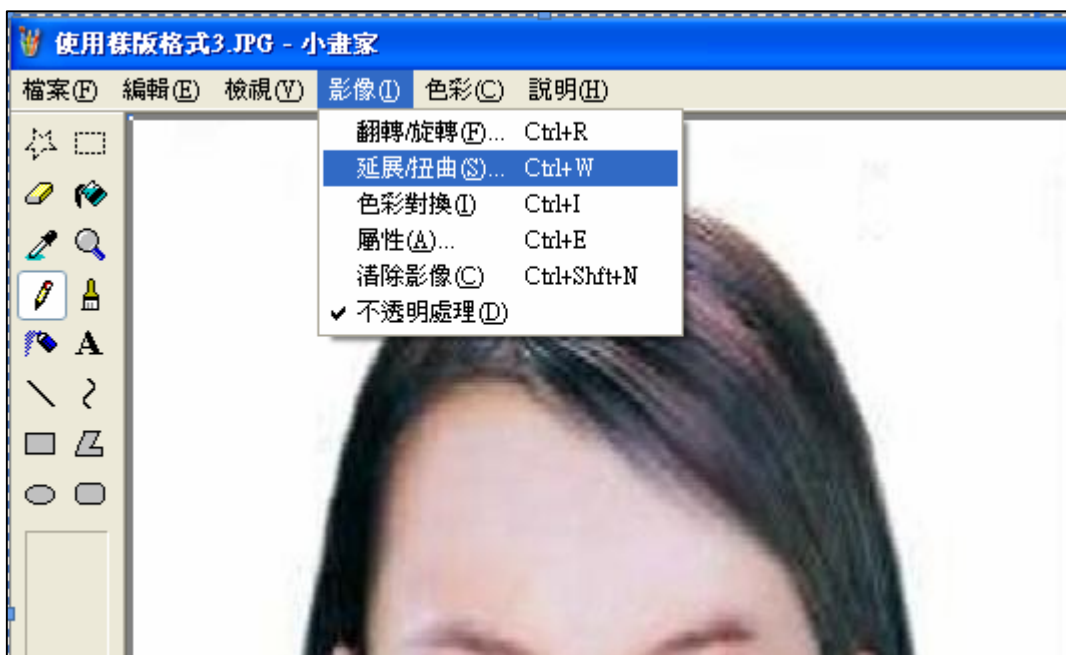 使用樣版格式3.JPG - 小畫家
檔案(F) 編輯(E) 檢視(V) 影像(I) 色彩(C) 說明(H)
翻轉/旋轉(F)... Ctrl+R
延展/扭曲(S)... Ctrl+W
色彩對換(I) Ctrl+I
屬性(A)... Ctrl+E
清除影像(C) Ctrl+Shft+N
✓ 不透明處理(D)
A